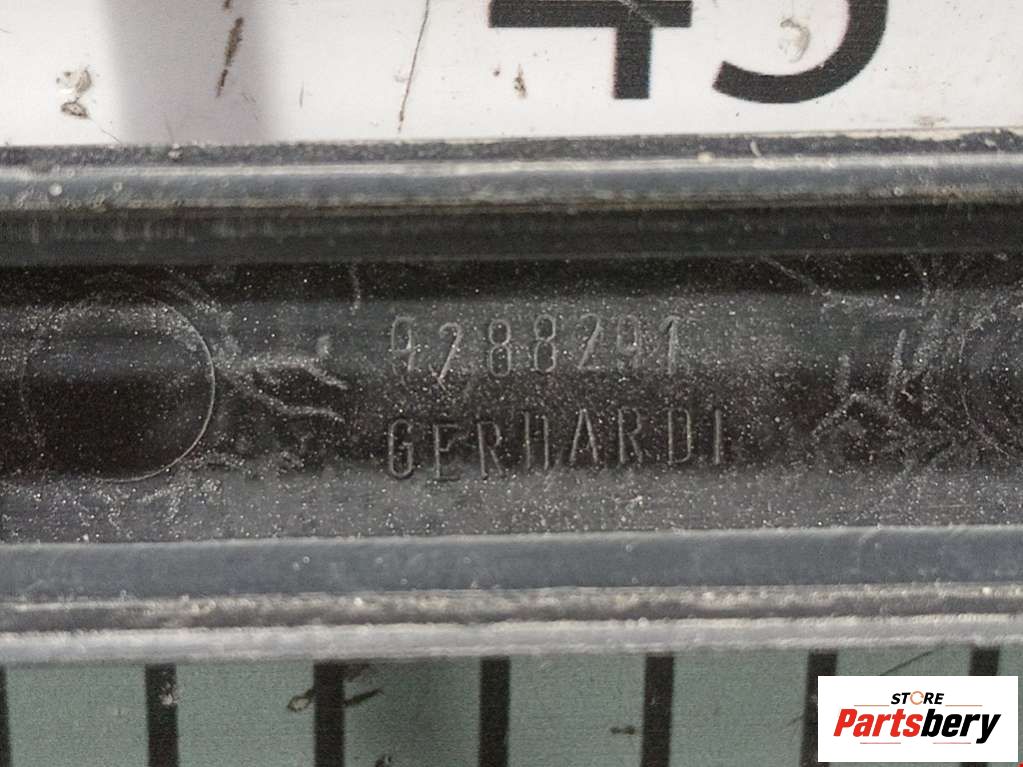 45
9288291
GERHARDI
STORE
Partsbery